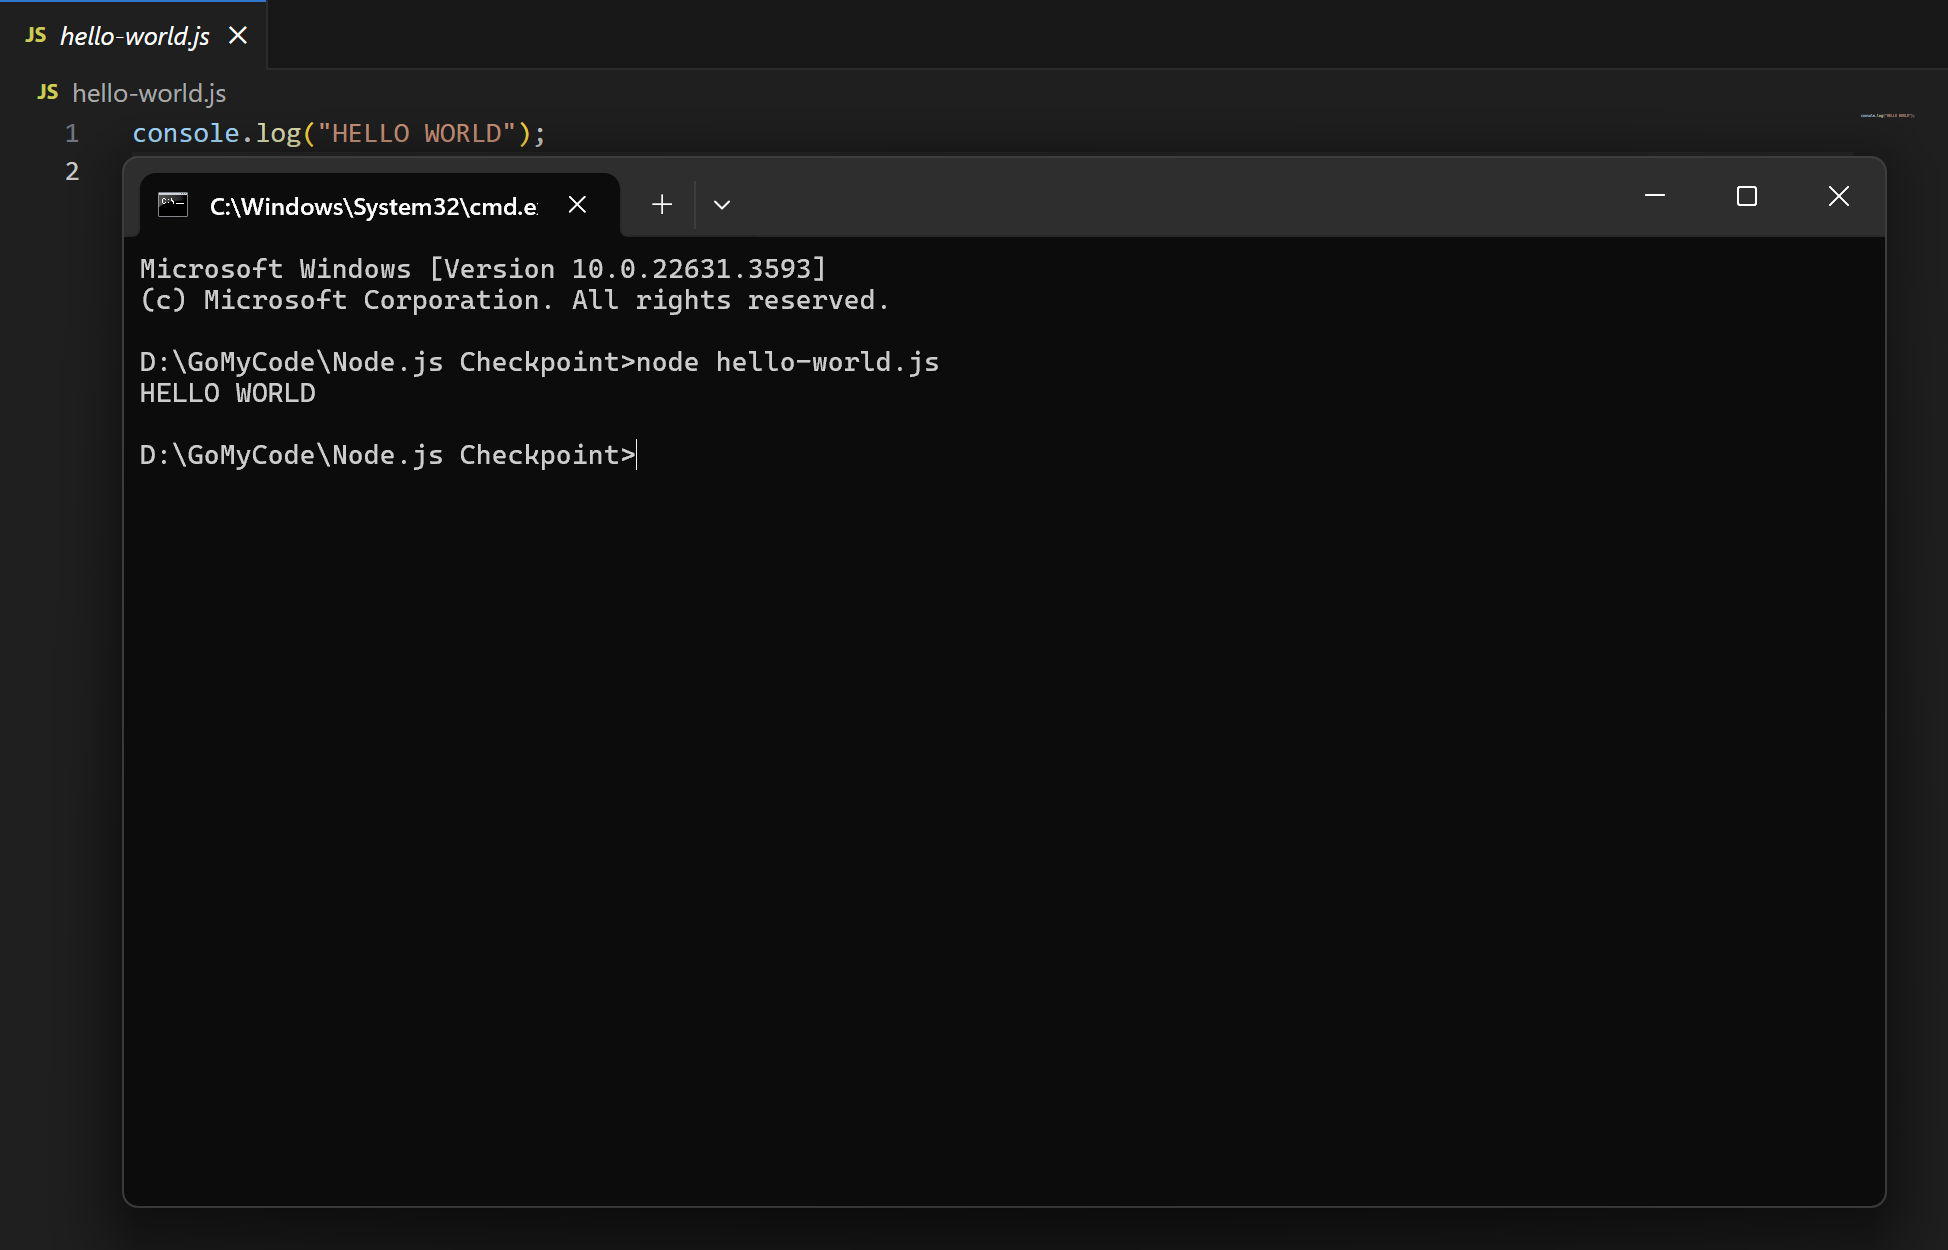 JS hello-world.js
JS hello-world.js
1 console.log("HELLO WORLD");
2
C:\Windows\System32\cmd.e
Microsoft Windows [Version 10.0.22631.3593]
(c) Microsoft Corporation. All rights reserved.
D:\GoMyCode\Node.js Checkpoint>node hello-world.js
HELLO WORLD
D:\GoMyCode\Node.js Checkpoint>